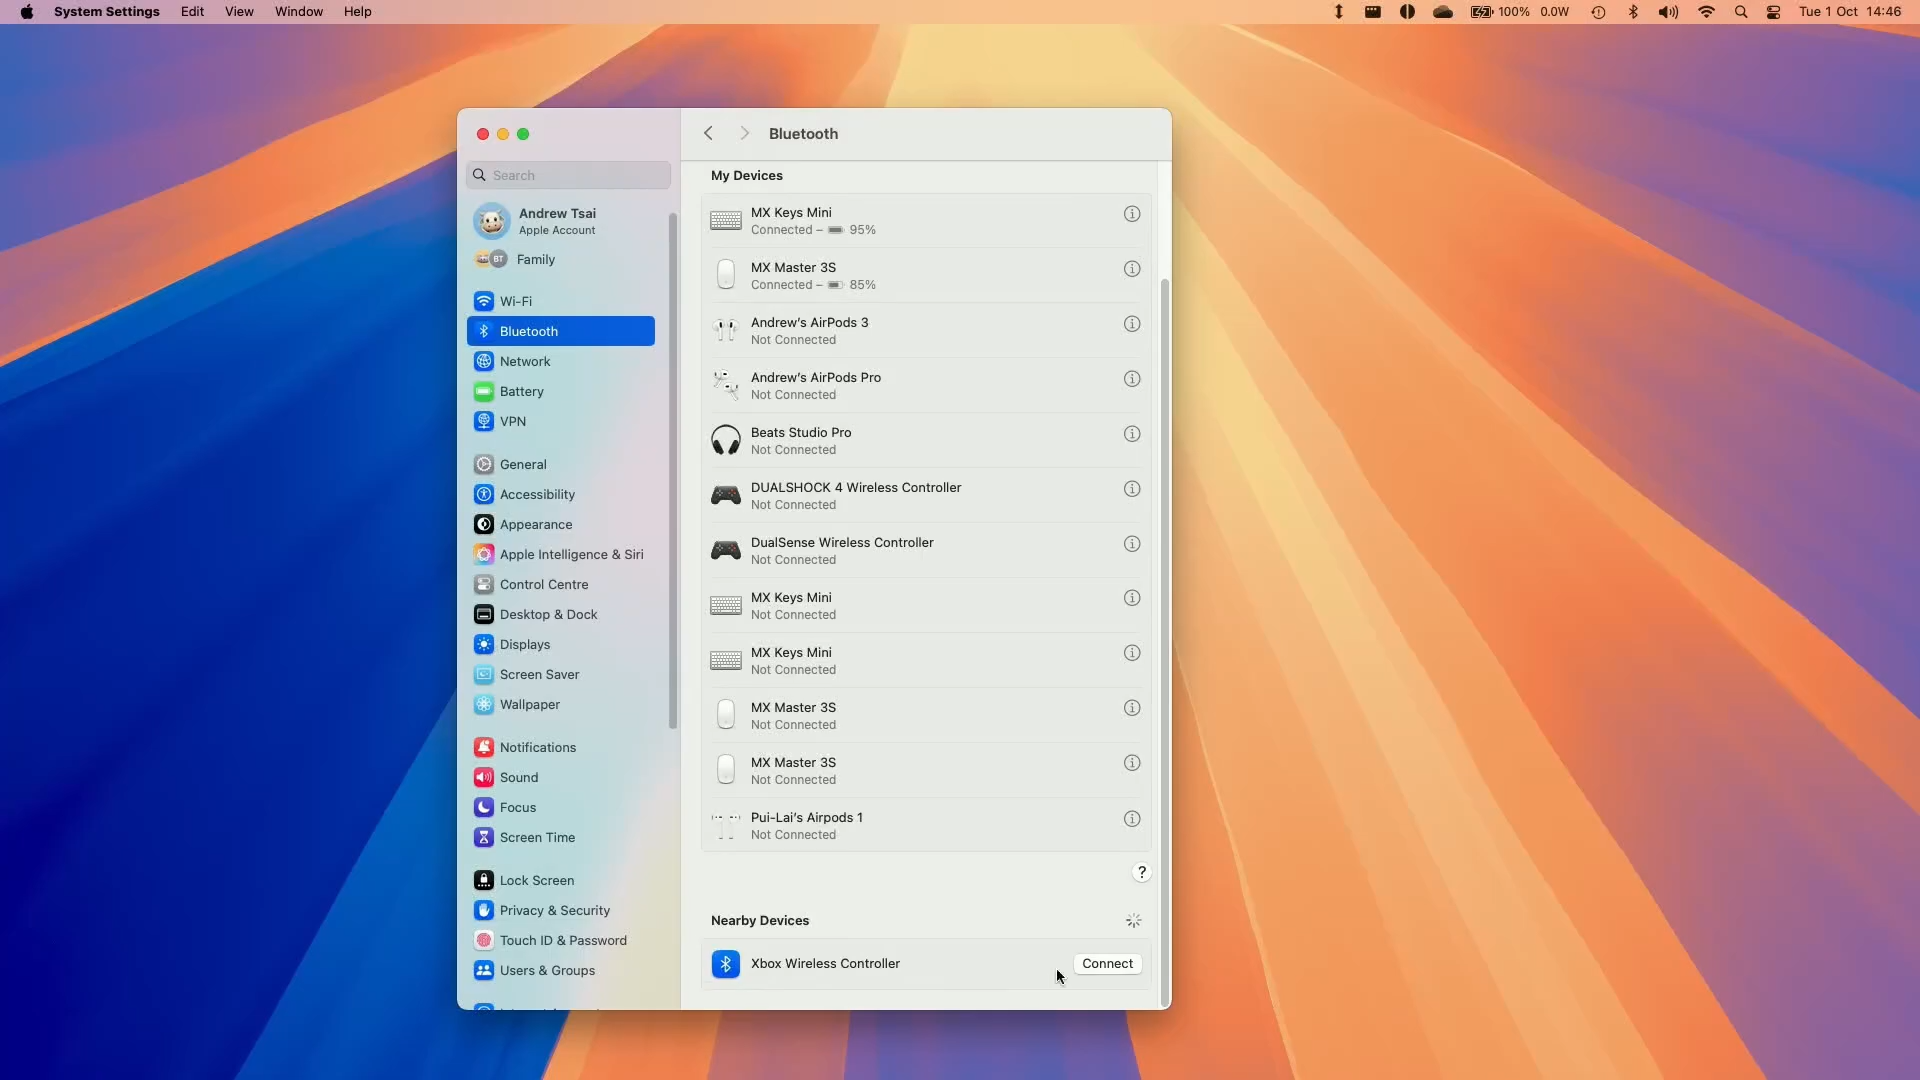 System Settings Edit View Window Help
100% 0.0W Tue 1 Oct 14:46
Search
Andrew Tsai
Apple Account
BT Family
Wi-Fi
Bluetooth
Network
Battery
VPN
General
Accessibility
Appearance
Apple Intelligence & Siri
Control Centre
Desktop & Dock
Displays
Screen Saver
Wallpaper
Notifications
Sound
Focus
Screen Time
Lock Screen
Privacy & Security
Touch ID & Password
Users & Groups
Bluetooth
My Devices
MX Keys Mini
Connected – 95%
MX Master 3S
Connected – 85%
Andrew's AirPods 3
Not Connected
Andrew's AirPods Pro
Not Connected
Beats Studio Pro
Not Connected
DUALSHOCK 4 Wireless Controller
Not Connected
DualSense Wireless Controller
Not Connected
MX Keys Mini
Not Connected
MX Keys Mini
Not Connected
MX Master 3S
Not Connected
MX Master 3S
Not Connected
Pui-Lai's Airpods 1
Not Connected
?
Nearby Devices
Xbox Wireless Controller Connect